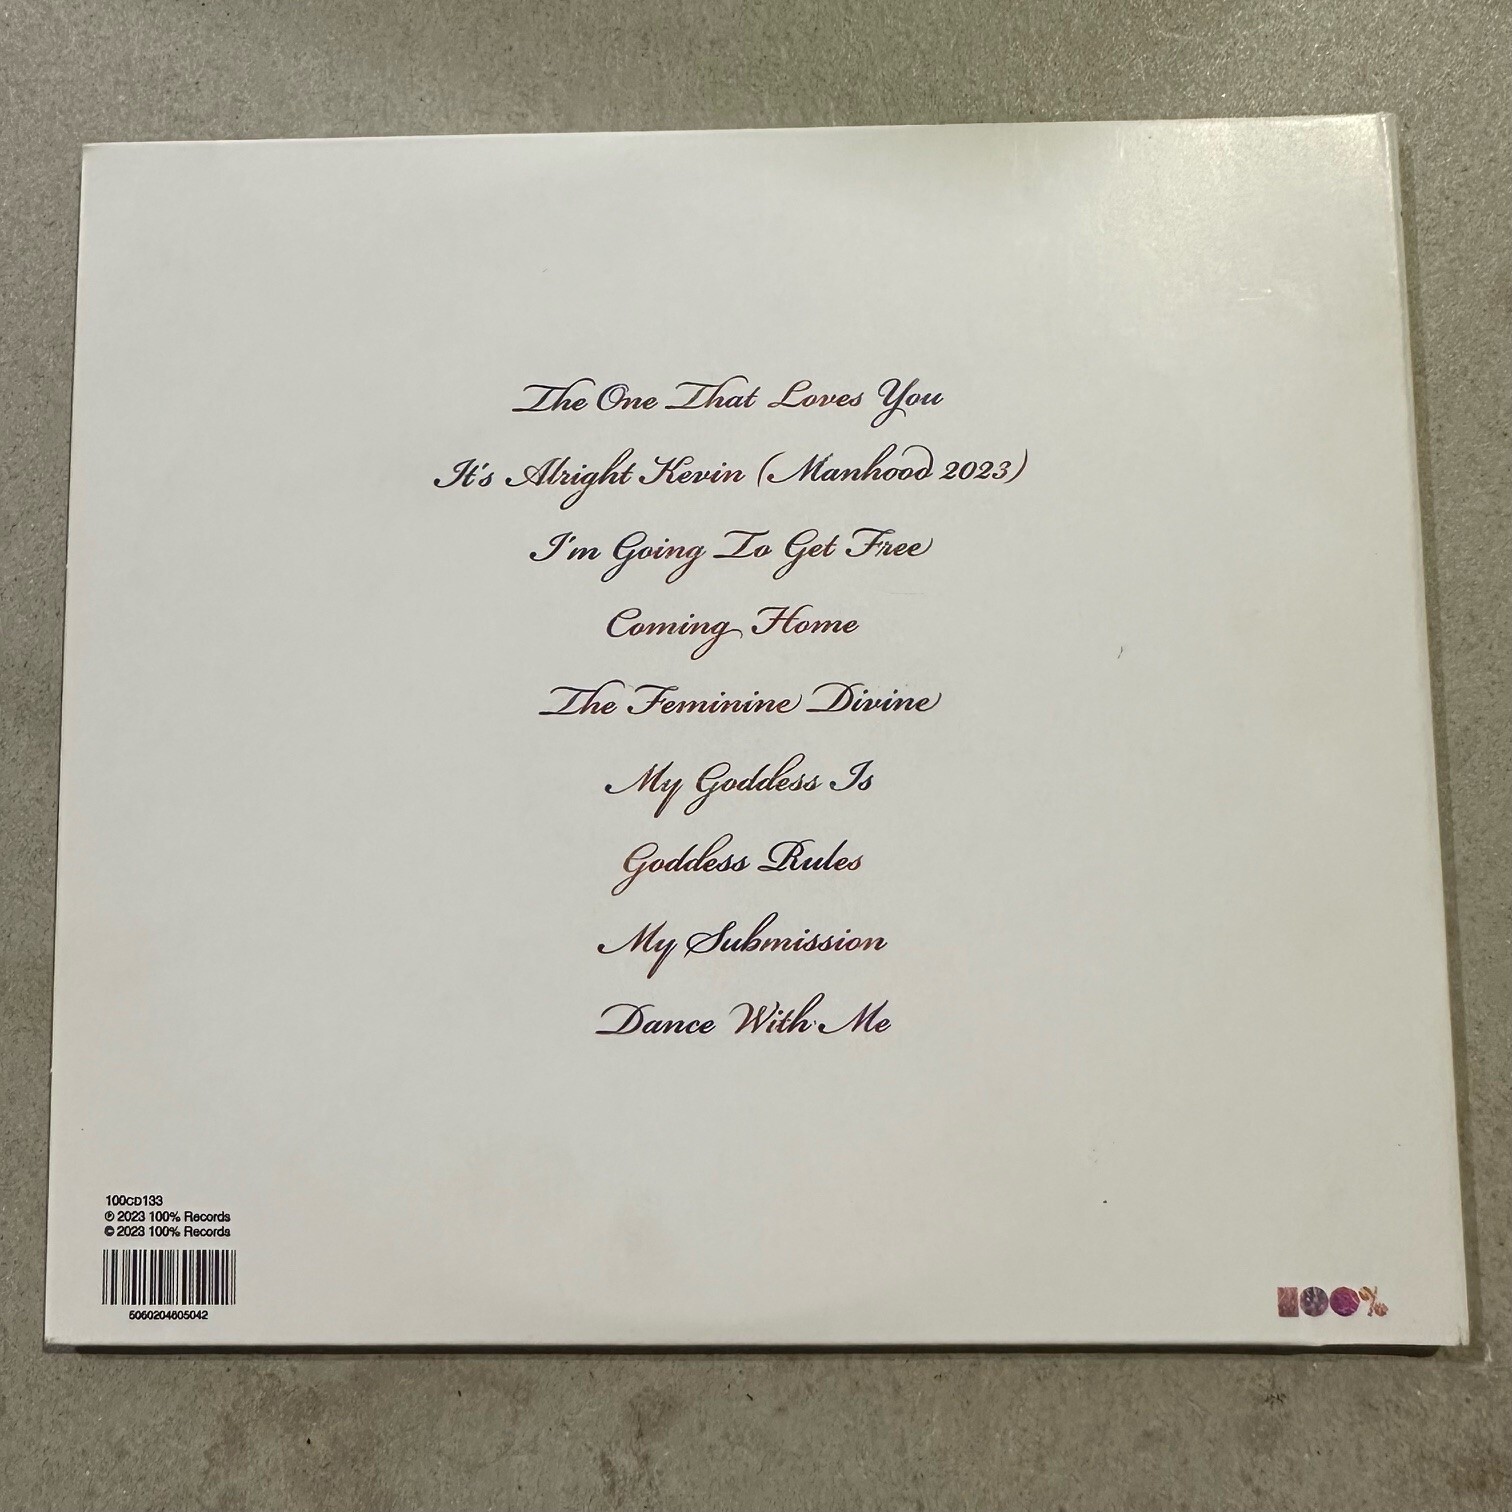 The One That Loves You
It's Alright Kevin (Manhood 2023)
I'm Going To Get Free
Coming Home
The Feminine Divine
My Goddess Is
Goddess Rules
My Submission
Dance With Me
100CD133
℗ 2023 100% Records
© 2023 100% Records
5060204805042
100%